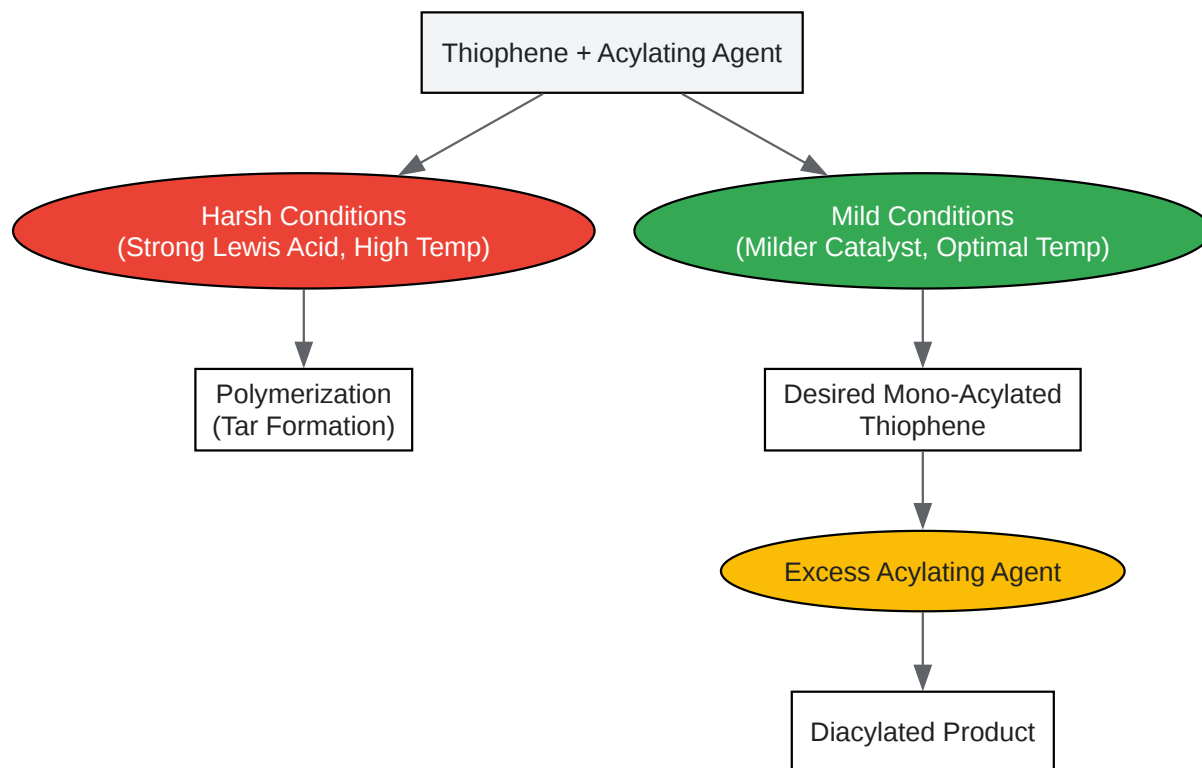 Thiophene + Acylating Agent
Harsh Conditions
(Strong Lewis Acid, High Temp)
Mild Conditions
(Milder Catalyst, Optimal Temp)
Polymerization
(Tar Formation)
Desired Mono-Acylated
Thiophene
Excess Acylating Agent
Diacylated Product